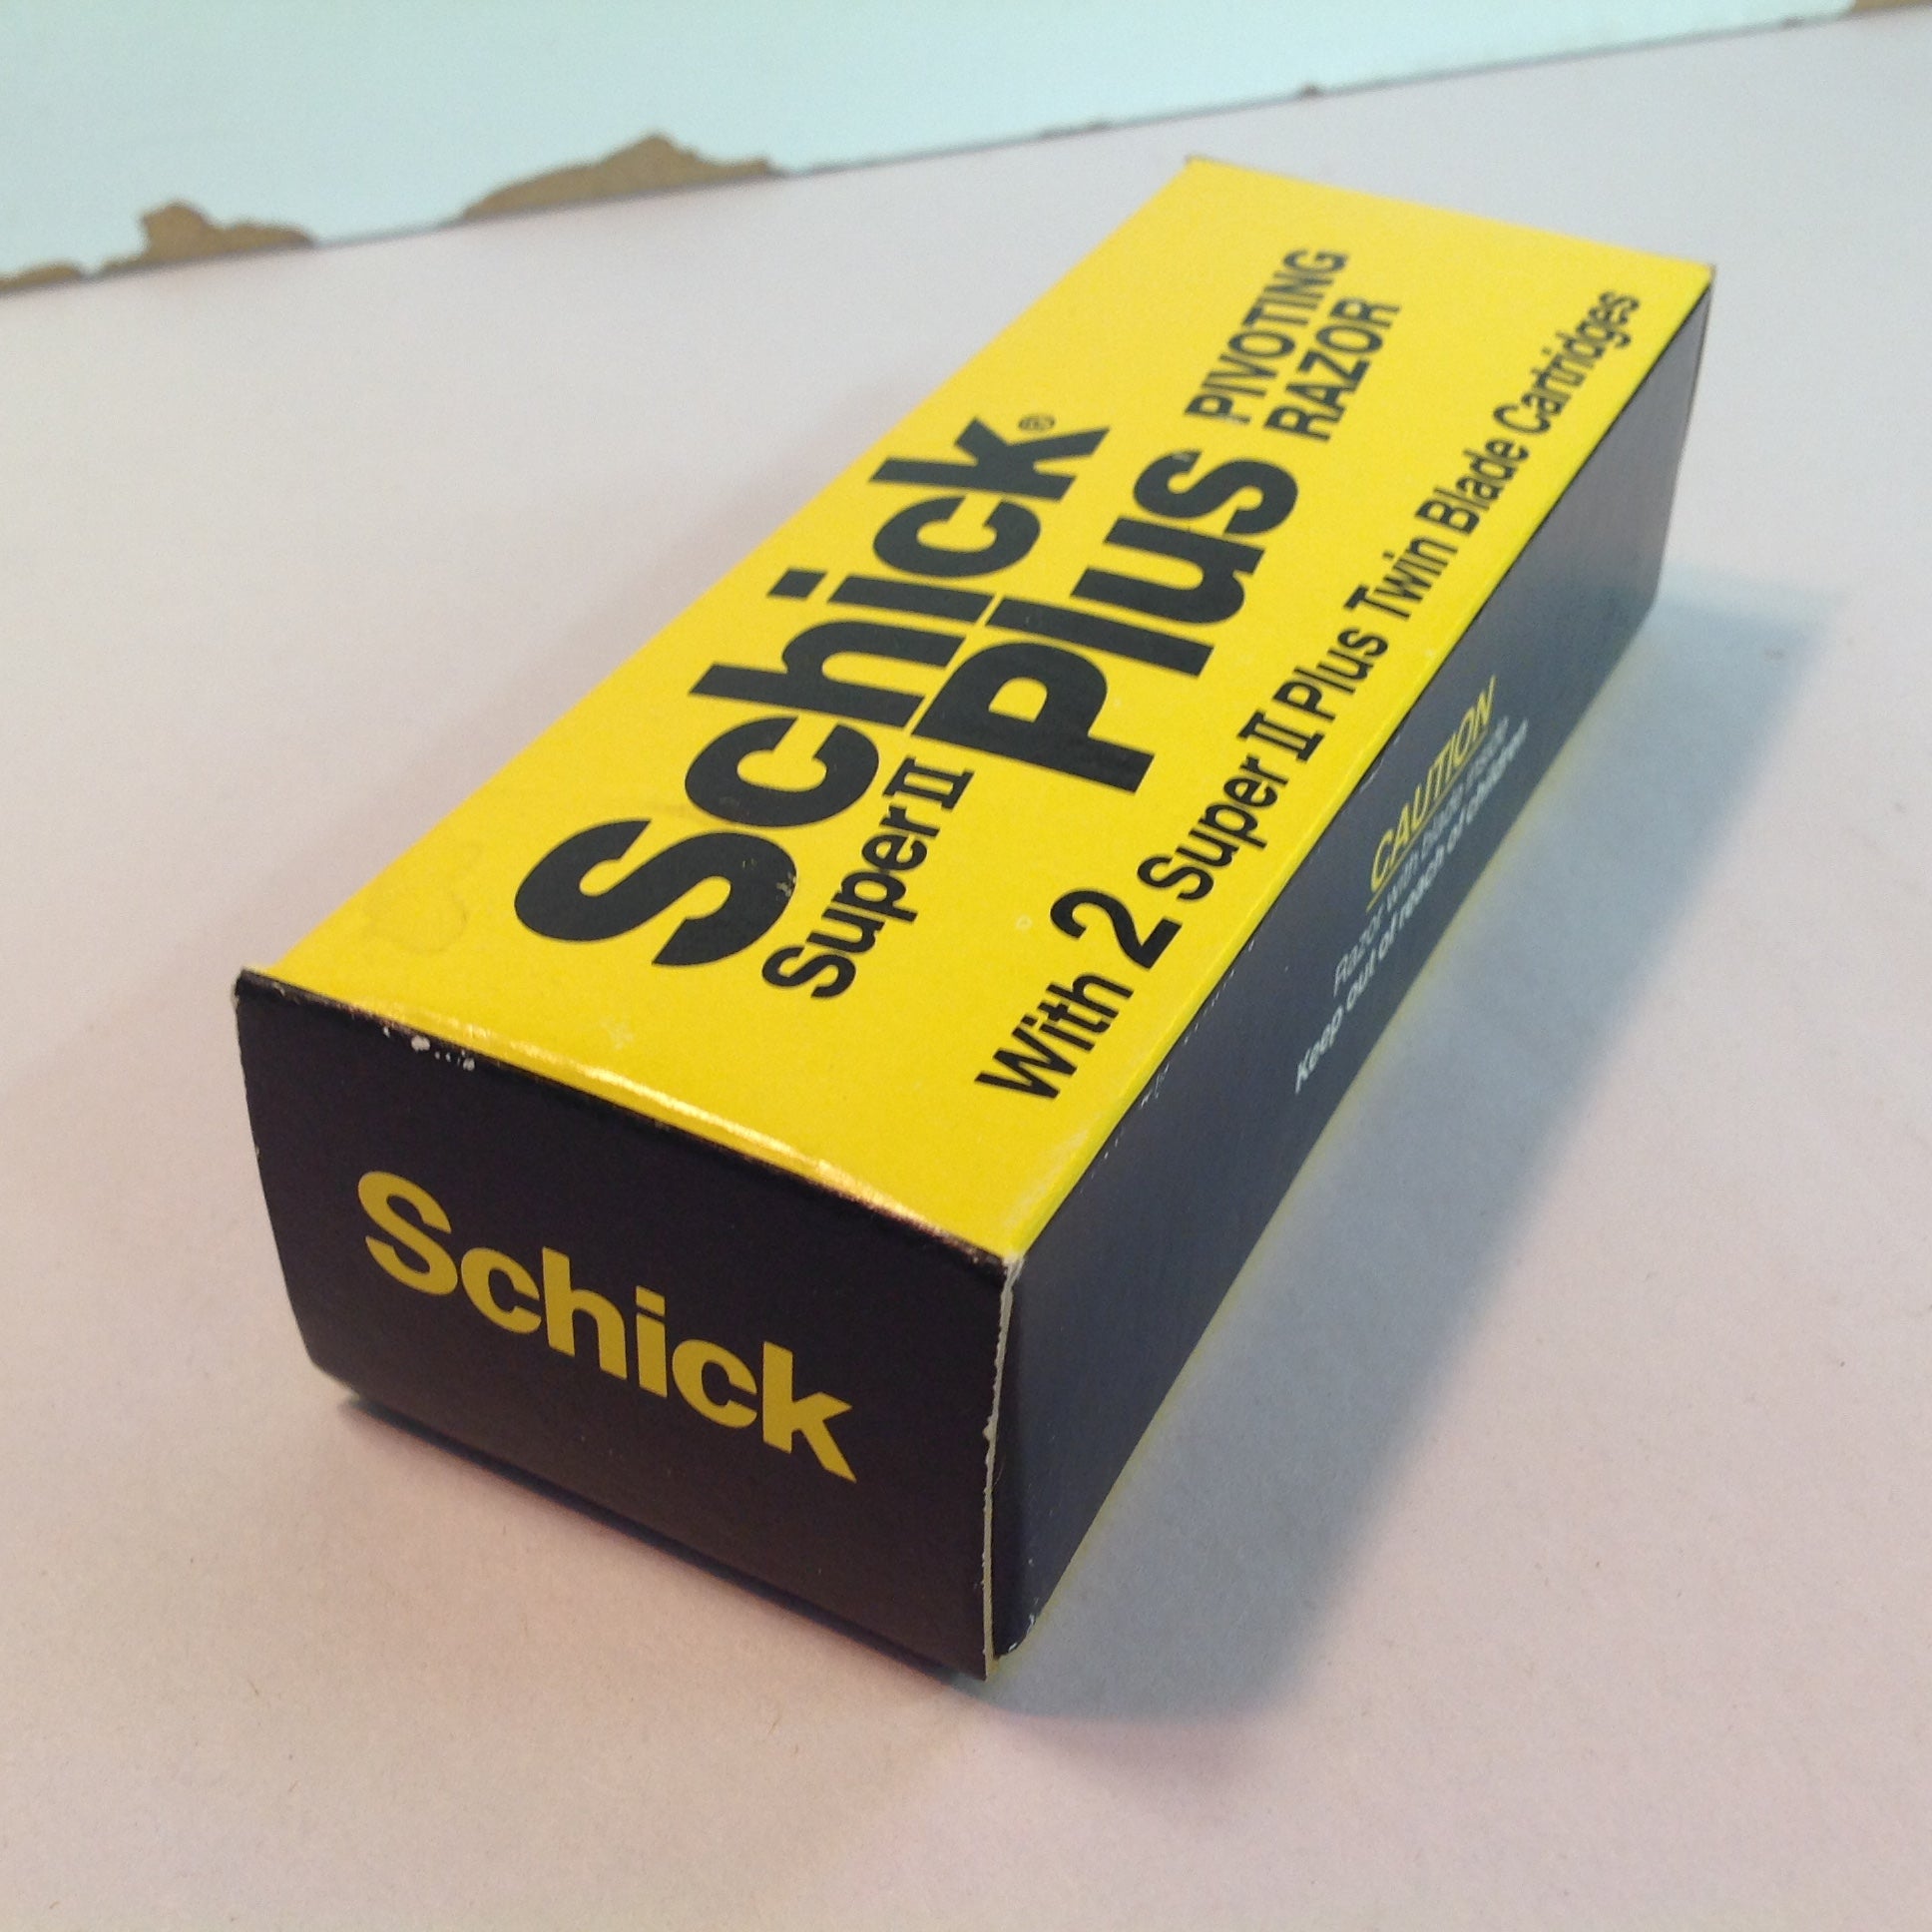 Schick®
Super II Plus PIVOTING
RAZOR
With 2 Super II Plus Twin Blade Cartridges
CAUTION
Razor with blade inside
Keep out of reach of children
Schick